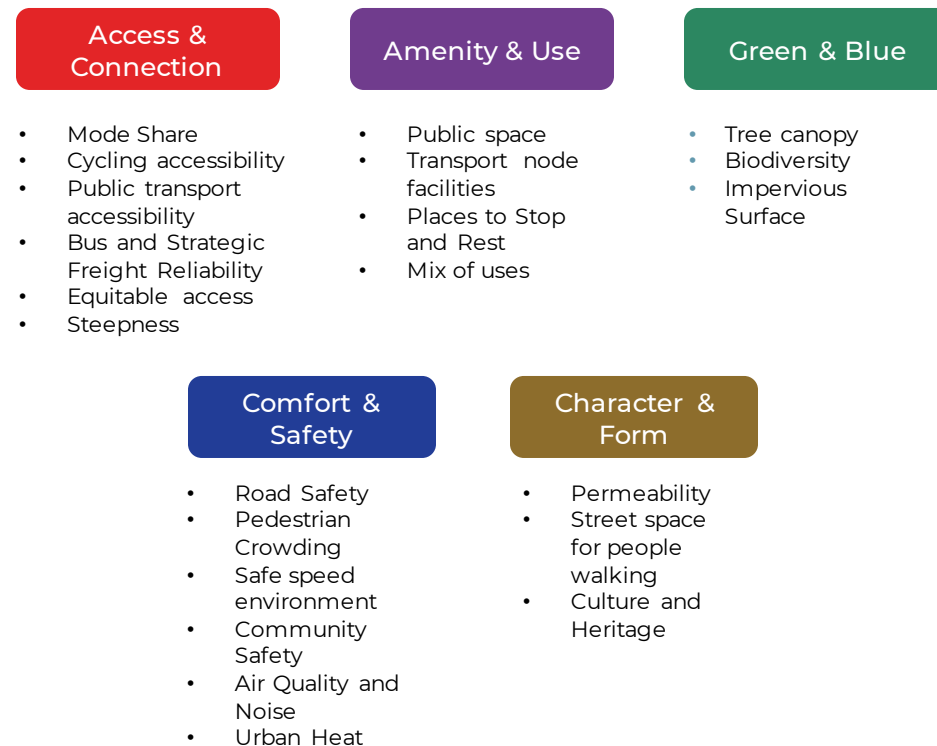 Access &
Connection
• Mode Share
• Cycling accessibility
• Public transport
accessibility
• Bus and Strategic
Freight Reliability
• Equitable access
• Steepness
Amenity & Use
• Public space
• Transport node
facilities
• Places to Stop
and Rest
• Mix of uses
Green & Blue
• Tree canopy
• Biodiversity
• Impervious
Surface
Comfort &
Safety
• Road Safety
• Pedestrian
Crowding
• Safe speed
environment
• Community
Safety
• Air Quality and
Noise
• Urban Heat
Character &
Form
• Permeability
• Street space
for people
walking
• Culture and
Heritage